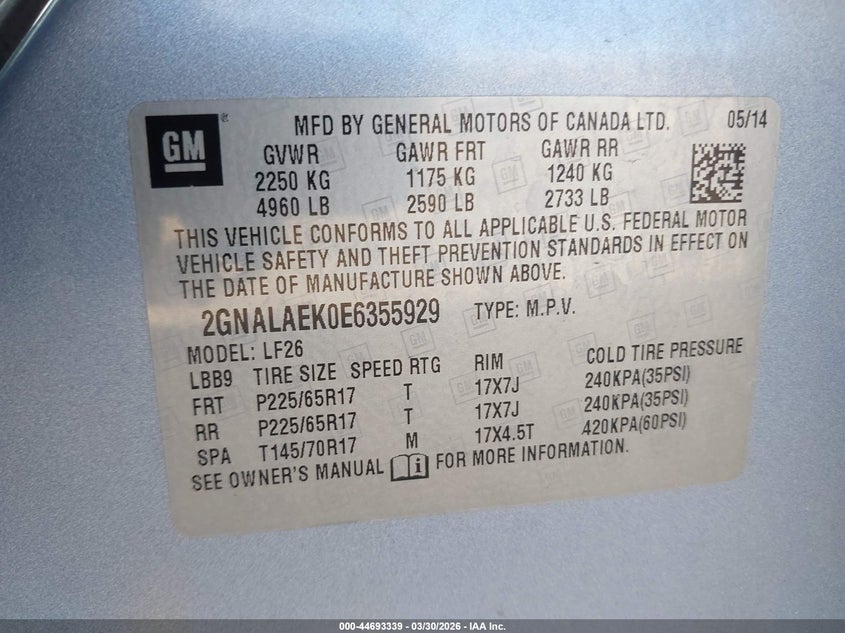 GM ® MFD BY GENERAL MOTORS OF CANADA LTD. 05/14
GVWR GAWR FRT GAWR RR
2250 KG 1175 KG 1240 KG
4960 LB 2590 LB 2733 LB
THIS VEHICLE CONFORMS TO ALL APPLICABLE U.S. FEDERAL MOTOR
VEHICLE SAFETY AND THEFT PREVENTION STANDARDS IN EFFECT ON
THE DATE OF MANUFACTURE SHOWN ABOVE.
2GNALAEK0E6355929 TYPE: M.P.V.
MODEL: LF26
LBB9 TIRE SIZE SPEED RTG RIM COLD TIRE PRESSURE
FRT P225/65R17 T 17X7J 240KPA(35PSI)
RR P225/65R17 T 17X7J 240KPA(35PSI)
SPA T145/70R17 M 17X4.5T 420KPA(60PSI)
SEE OWNER'S MANUAL FOR MORE INFORMATION.
000-44693339 - 03/30/2026 - IAA Inc.